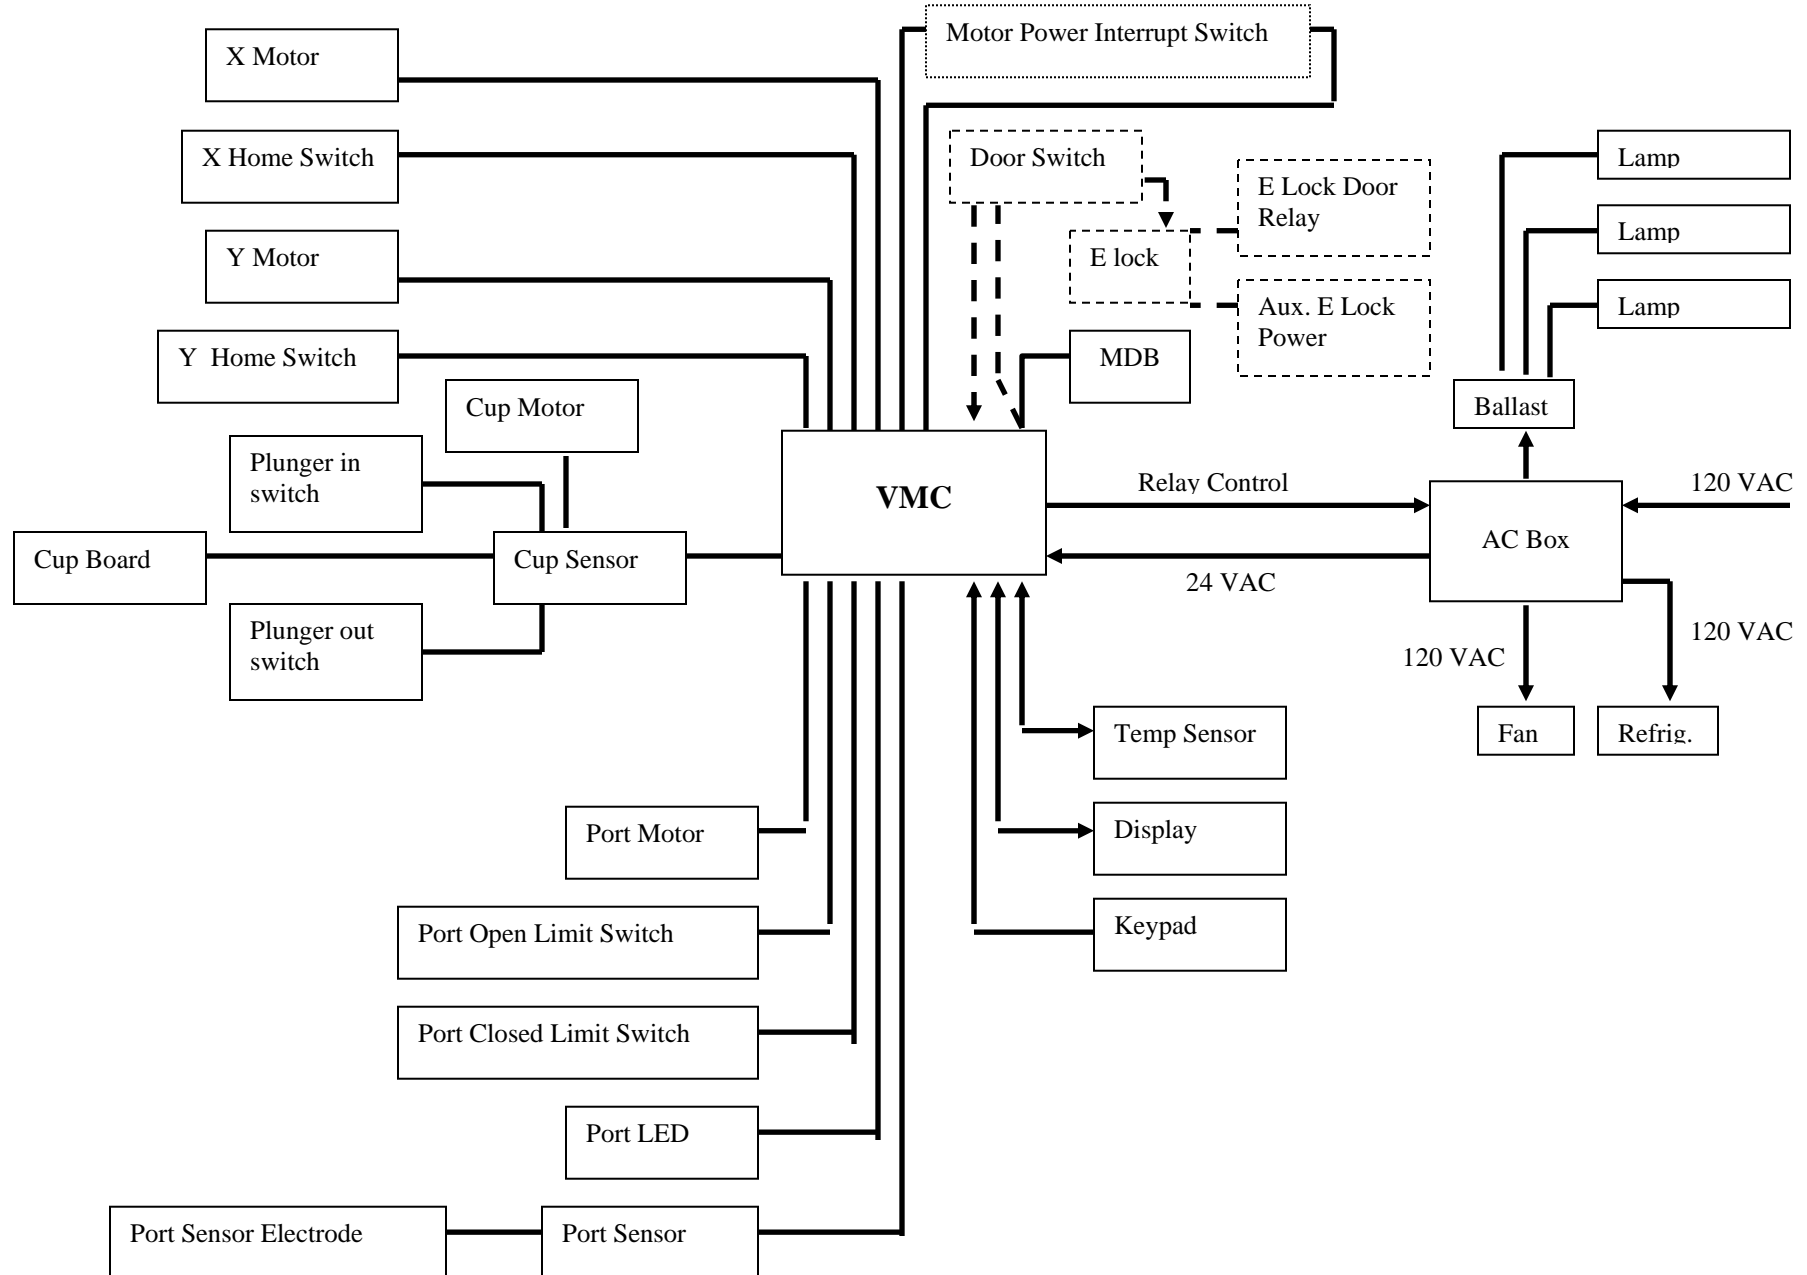 Motor Power Interrupt Switch
X Motor
X Home Switch
Door Switch
Lamp
E Lock Door
Relay
Y Motor
E lock
Lamp
Aux. E Lock
Power
Lamp
Y  Home Switch
MDB
Cup Motor
Ballast
Plunger in
switch
VMC
Relay Control
120 VAC
Cup Board
Cup Sensor
AC Box
24 VAC
Plunger out
switch
120 VAC
120 VAC
Temp Sensor
Fan
Refrig.
Port Motor
Display
Port Open Limit Switch
Keypad
Port Closed Limit Switch
Port LED
Port Sensor Electrode
Port Sensor